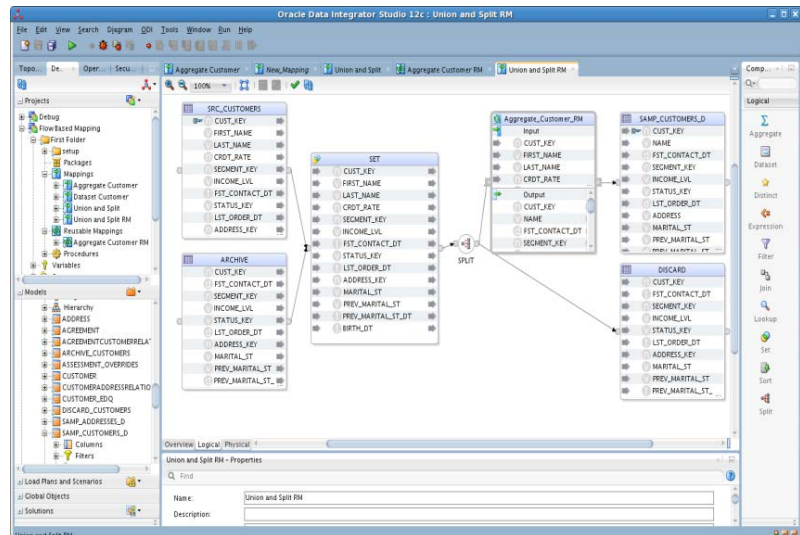 Oracle Data Integrator Studio 12c : Union and Split RM
File Edit View Search Diagram ODI Tools Window Run Help
Topo... De... Oper... Secu...
Aggregate Customer New_Mapping Union and Split Aggregate Customer RM Union and Split RM
Comp...
100%
Projects
Debug
FlowBased Mapping
First Folder
setup
Packages
Mappings
Aggregate Customer
Dataset Customer
Union and Split
Union and Split RM
Reusable Mappings
Aggregate Customer RM
Procedures
Variables
Models
Hierarchy
ADDRESS
AGREEMENT
AGREEMENTCUSTOMERRELA
ARCHIVE_CUSTOMERS
ASSESSMENT_OVERRIDES
CUSTOMER
CUSTOMERADDRESSRELATIO
CUSTOMER_EDQ
DISCARD_CUSTOMERS
SAMP_ADDRESSES_D
SAMP_CUSTOMERS_D
Columns
Filters
Load Plans and Scenarios
Global Objects
Solutions
Union and Split RM
SRC_CUSTOMERS
CUST_KEY
FIRST_NAME
LAST_NAME
CRDT_RATE
SEGMENT_KEY
INCOME_LVL
FST_CONTACT_DT
STATUS_KEY
LST_ORDER_DT
ADDRESS_KEY
ARCHIVE
CUST_KEY
FST_CONTACT_DT
SEGMENT_KEY
INCOME_LVL
STATUS_KEY
LST_ORDER_DT
ADDRESS_KEY
MARITAL_ST
PREV_MARITAL_ST
PREV_MARITAL_ST_
SET
CUST_KEY
FIRST_NAME
LAST_NAME
CRDT_RATE
SEGMENT_KEY
INCOME_LVL
FST_CONTACT_DT
STATUS_KEY
LST_ORDER_DT
ADDRESS_KEY
MARITAL_ST
PREV_MARITAL_ST
PREV_MARITAL_ST_DT
BIRTH_DT
SPLIT
Aggregate_Customer_RM
Input
CUST_KEY
FIRST_NAME
LAST_NAME
CRDT_RATE
Output
CUST_KEY
NAME
FST_CONTACT_DT
SEGMENT_KEY
SAMP_CUSTOMERS_D
CUST_KEY
NAME
FST_CONTACT_DT
SEGMENT_KEY
INCOME_LVL
STATUS_KEY
LST_ORDER_DT
ADDRESS
MARITAL_ST
PREV_MARITAL_ST
DISCARD
CUST_KEY
FST_CONTACT_DT
SEGMENT_KEY
INCOME_LVL
STATUS_KEY
LST_ORDER_DT
ADDRESS_KEY
MARITAL_ST
PREV_MARITAL_ST
PREV_MARITAL_ST_
Logical
Aggregate
Dataset
Distinct
Expression
Filter
Join
Lookup
Set
Sort
Split
Overview Logical Physical
Union and Split RM - Properties
Find
Name: Union and Split RM
Description: